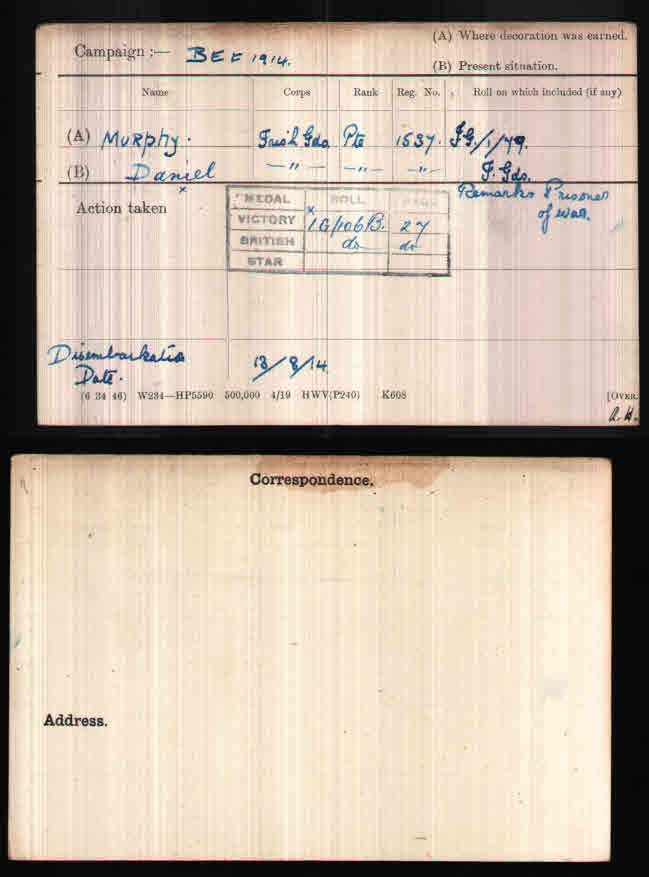 (A) Where decoration was earned.
Campaign :— BEF 1914.
(B) Present situation.
Name Corps Rank Reg. No. Roll on which included (if any)
(A) Murphy. Irish Gds. Pte 1537. I.G./1/49.
(B) Daniel —"— —"— —"— I. Gds.
Remarks Prisoner
of war.
Action taken
MEDAL ROLL PAGE
VICTORY IG/106/B. 27
BRITISH do do
STAR
Disembarkation
Date. 13/8/14
(6 34 46) W234—HP5590 500,000 4/19 HWV(P240) K608 [OVER.
A.H.
Correspondence.
Address.